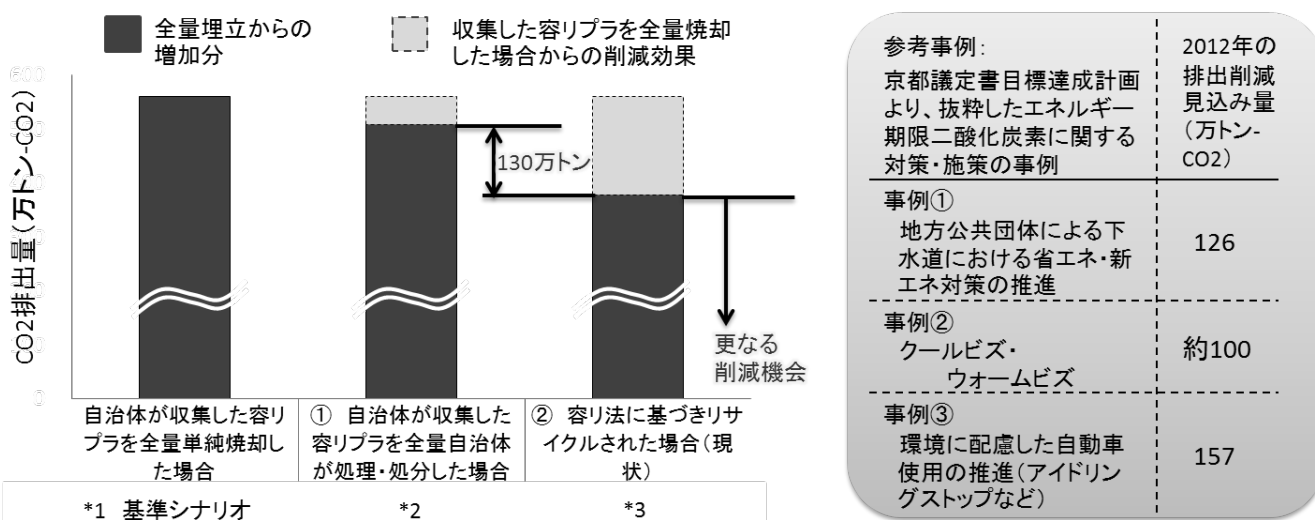 全量埋立からの
増加分
収集した容リプラを全量焼却
した場合からの削減効果
600
CO2排出量(万トン-CO2)
0
130万トン
更なる
削減機会
自治体が収集した容リ
プラを全量単純焼却し
た場合
① 自治体が収集した
容リプラを全量自治体
が処理・処分した場合
② 容リ法に基づきリサ
イクルされた場合(現
状)
*1 基準シナリオ
*2
*3
参考事例:
京都議定書目標達成計画
より、抜粋したエネルギー
期限二酸化炭素に関する
対策・施策の事例
2012年の
排出削減
見込み量
(万トン-
CO2)
事例①
地方公共団体による下
水道における省エネ・新
エネ対策の推進
126
事例②
クールビズ・
ウォームビズ
約100
事例③
環境に配慮した自動車
使用の推進(アイドリン
グストップなど)
157